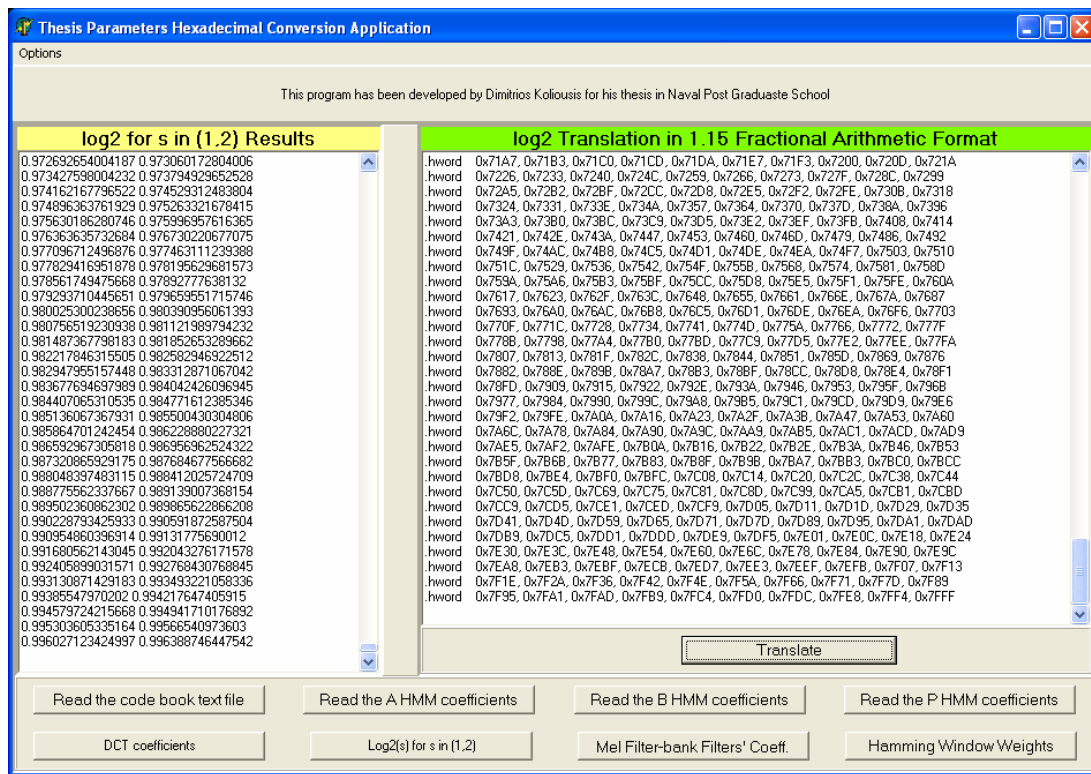 Thesis Parameters Hexadecimal Conversion Application
Options
This program has been developed by Dimitrios Koliousis for his thesis in Naval Post Graduaste School
log2 for s in (1,2) Results
0.972692654004187 0.973060172804006
0.973427598004232 0.973794929652528
0.974162167796522 0.974529312483804
0.974896363761929 0.975263321678415
0.975630186280746 0.975996957616365
0.976363635732684 0.976730220677075
0.977096712496876 0.977463111239388
0.977829416951878 0.978195629681573
0.978561749475668 0.97892777638132
0.979293710445651 0.979659551715746
0.980025300238656 0.980390956061393
0.980756519230938 0.981121989794232
0.981487367798183 0.981852653289662
0.982217846315505 0.982582946922512
0.982947955157448 0.983312871067042
0.983677694697989 0.984042426096945
0.984407065310535 0.984771612385346
0.985136067367931 0.985500430304806
0.985864701242454 0.986228880227321
0.986592967305818 0.986956962524322
0.987320865929175 0.987684677566682
0.988048397483115 0.988412025724709
0.988775562337667 0.989139007368154
0.989502360862302 0.989865622866208
0.990228793425933 0.990591872587504
0.990954860396914 0.99131775690012
0.991680562143045 0.992043276171578
0.992405899031571 0.992768430768845
0.993130871429183 0.993493221058336
0.99385547970202 0.994217647405915
0.994579724215668 0.994941710176892
0.995303605335164 0.99566540973603
0.996027123424997 0.996388746447542
log2 Translation in 1.15 Fractional Arithmetic Format
.hword 0x71A7, 0x71B3, 0x71C0, 0x71CD, 0x71DA, 0x71E7, 0x71F3, 0x7200, 0x720D, 0x721A
.hword 0x7226, 0x7233, 0x7240, 0x724C, 0x7259, 0x7266, 0x7273, 0x727F, 0x728C, 0x7299
.hword 0x72A5, 0x72B2, 0x72BF, 0x72CC, 0x72D8, 0x72E5, 0x72F2, 0x72FE, 0x730B, 0x7318
.hword 0x7324, 0x7331, 0x733E, 0x734A, 0x7357, 0x7364, 0x7370, 0x737D, 0x738A, 0x7396
.hword 0x73A3, 0x73B0, 0x73BC, 0x73C9, 0x73D5, 0x73E2, 0x73EF, 0x73FB, 0x7408, 0x7414
.hword 0x7421, 0x742E, 0x743A, 0x7447, 0x7453, 0x7460, 0x746D, 0x7479, 0x7486, 0x7492
.hword 0x749F, 0x74AC, 0x74B8, 0x74C5, 0x74D1, 0x74DE, 0x74EA, 0x74F7, 0x7503, 0x7510
.hword 0x751C, 0x7529, 0x7536, 0x7542, 0x754F, 0x755B, 0x7568, 0x7574, 0x7581, 0x758D
.hword 0x759A, 0x75A6, 0x75B3, 0x75BF, 0x75CC, 0x75D8, 0x75E5, 0x75F1, 0x75FE, 0x760A
.hword 0x7617, 0x7623, 0x762F, 0x763C, 0x7648, 0x7655, 0x7661, 0x766E, 0x767A, 0x7687
.hword 0x7693, 0x76A0, 0x76AC, 0x76B8, 0x76C5, 0x76D1, 0x76DE, 0x76EA, 0x76F6, 0x7703
.hword 0x770F, 0x771C, 0x7728, 0x7734, 0x7741, 0x774D, 0x775A, 0x7766, 0x7772, 0x777F
.hword 0x778B, 0x7798, 0x77A4, 0x77B0, 0x77BD, 0x77C9, 0x77D5, 0x77E2, 0x77EE, 0x77FA
.hword 0x7807, 0x7813, 0x781F, 0x782C, 0x7838, 0x7844, 0x7851, 0x785D, 0x7869, 0x7876
.hword 0x7882, 0x788E, 0x789B, 0x78A7, 0x78B3, 0x78BF, 0x78CC, 0x78D8, 0x78E4, 0x78F1
.hword 0x78FD, 0x7909, 0x7915, 0x7922, 0x792E, 0x793A, 0x7946, 0x7953, 0x795F, 0x796B
.hword 0x7977, 0x7984, 0x7990, 0x799C, 0x79A8, 0x79B5, 0x79C1, 0x79CD, 0x79D9, 0x79E6
.hword 0x79F2, 0x79FE, 0x7A0A, 0x7A16, 0x7A23, 0x7A2F, 0x7A3B, 0x7A47, 0x7A53, 0x7A60
.hword 0x7A6C, 0x7A78, 0x7A84, 0x7A90, 0x7A9C, 0x7AA9, 0x7AB5, 0x7AC1, 0x7ACD, 0x7AD9
.hword 0x7AE5, 0x7AF2, 0x7AFE, 0x7B0A, 0x7B16, 0x7B22, 0x7B2E, 0x7B3A, 0x7B46, 0x7B53
.hword 0x7B5F, 0x7B6B, 0x7B77, 0x7B83, 0x7B8F, 0x7B9B, 0x7BA7, 0x7BB3, 0x7BC0, 0x7BCC
.hword 0x7BD8, 0x7BE4, 0x7BF0, 0x7BFC, 0x7C08, 0x7C14, 0x7C20, 0x7C2C, 0x7C38, 0x7C44
.hword 0x7C50, 0x7C5D, 0x7C69, 0x7C75, 0x7C81, 0x7C8D, 0x7C99, 0x7CA5, 0x7CB1, 0x7CBD
.hword 0x7CC9, 0x7CD5, 0x7CE1, 0x7CED, 0x7CF9, 0x7D05, 0x7D11, 0x7D1D, 0x7D29, 0x7D35
.hword 0x7D41, 0x7D4D, 0x7D59, 0x7D65, 0x7D71, 0x7D7D, 0x7D89, 0x7D95, 0x7DA1, 0x7DAD
.hword 0x7DB9, 0x7DC5, 0x7DD1, 0x7DDD, 0x7DE9, 0x7DF5, 0x7E01, 0x7E0C, 0x7E18, 0x7E24
.hword 0x7E30, 0x7E3C, 0x7E48, 0x7E54, 0x7E60, 0x7E6C, 0x7E78, 0x7E84, 0x7E90, 0x7E9C
.hword 0x7EA8, 0x7EB3, 0x7EBF, 0x7ECB, 0x7ED7, 0x7EE3, 0x7EEF, 0x7EFB, 0x7F07, 0x7F13
.hword 0x7F1E, 0x7F2A, 0x7F36, 0x7F42, 0x7F4E, 0x7F5A, 0x7F66, 0x7F71, 0x7F7D, 0x7F89
.hword 0x7F95, 0x7FA1, 0x7FAD, 0x7FB9, 0x7FC4, 0x7FD0, 0x7FDC, 0x7FE8, 0x7FF4, 0x7FFF
Translate
Read the code book text file
Read the A HMM coefficients
Read the B HMM coefficients
Read the P HMM coefficients
DCT coefficients
Log2(s) for s in (1,2)
Mel Filter-bank Filters' Coeff.
Hamming Window Weights